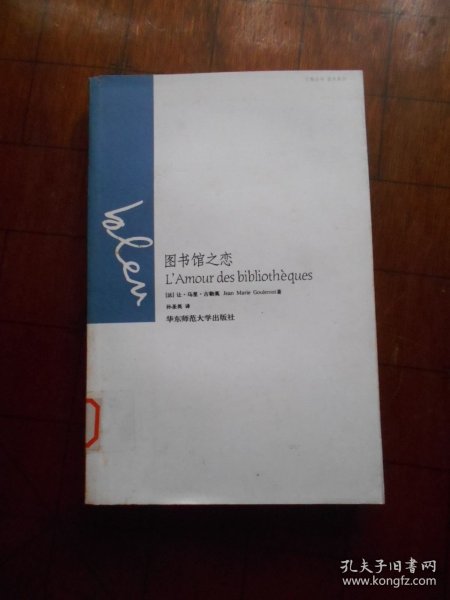 图书馆之恋
L'Amour des bibliothèques
[法] 让·马里·古勒莫 Jean Marie Goulemot 著
孙圣英 译
华东师范大学出版社
孔夫子旧书网
www.kongfz.com